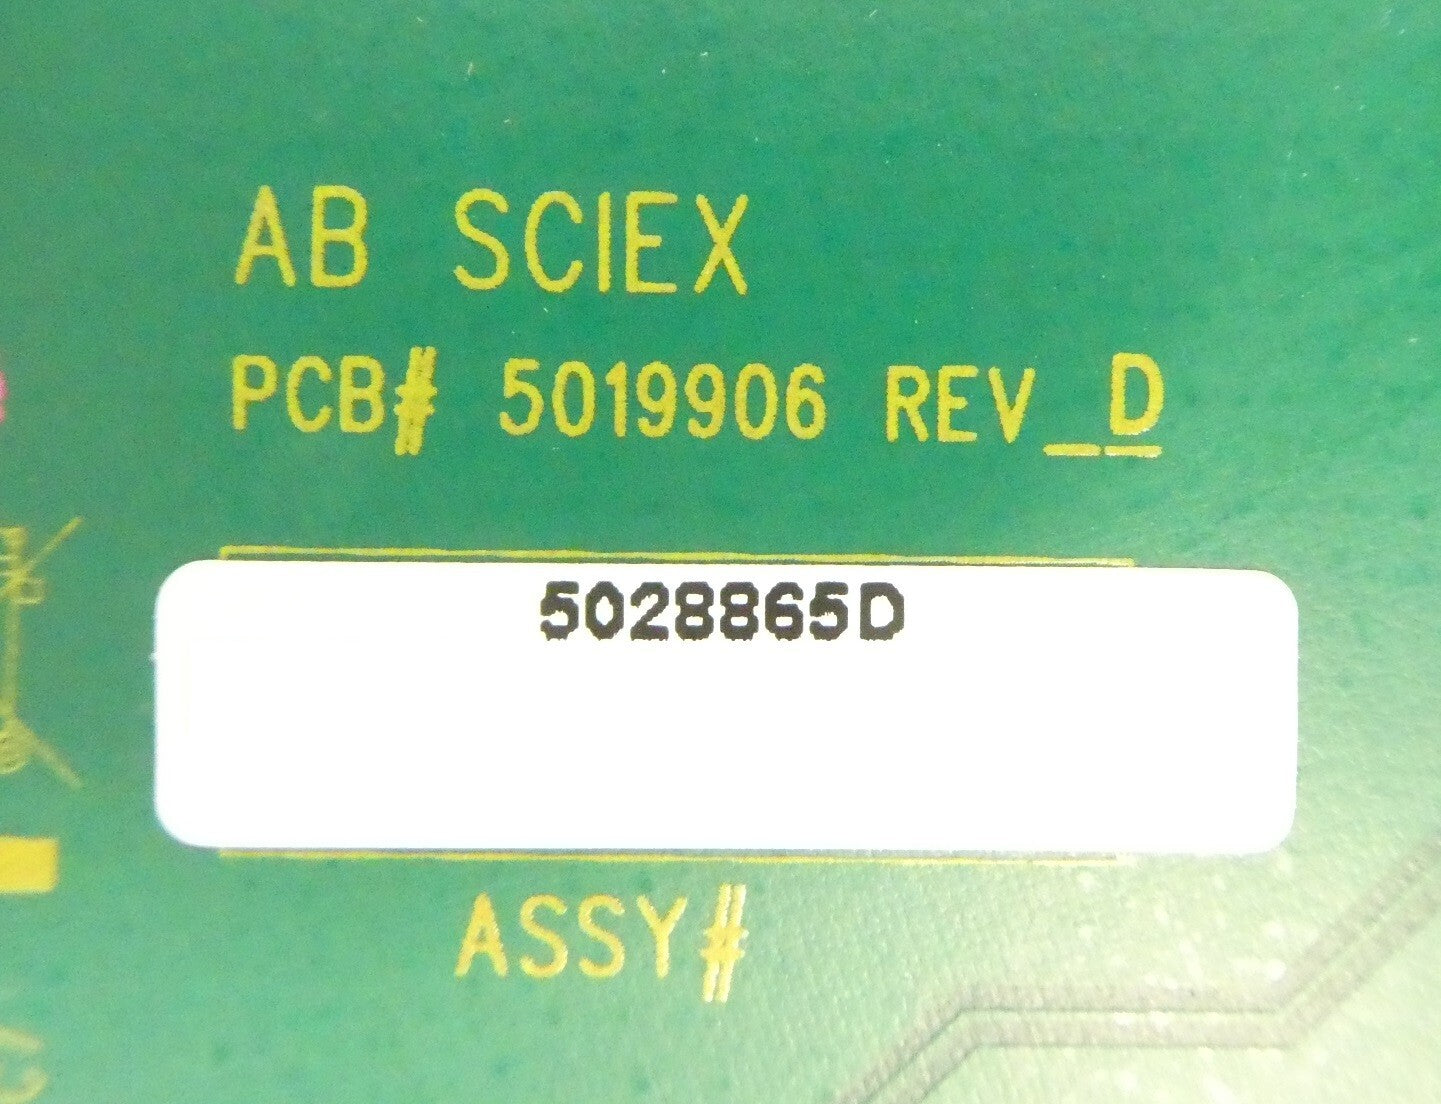 AB SCIEX
PCB# 5019906 REV_D
5028865D
ASSY#